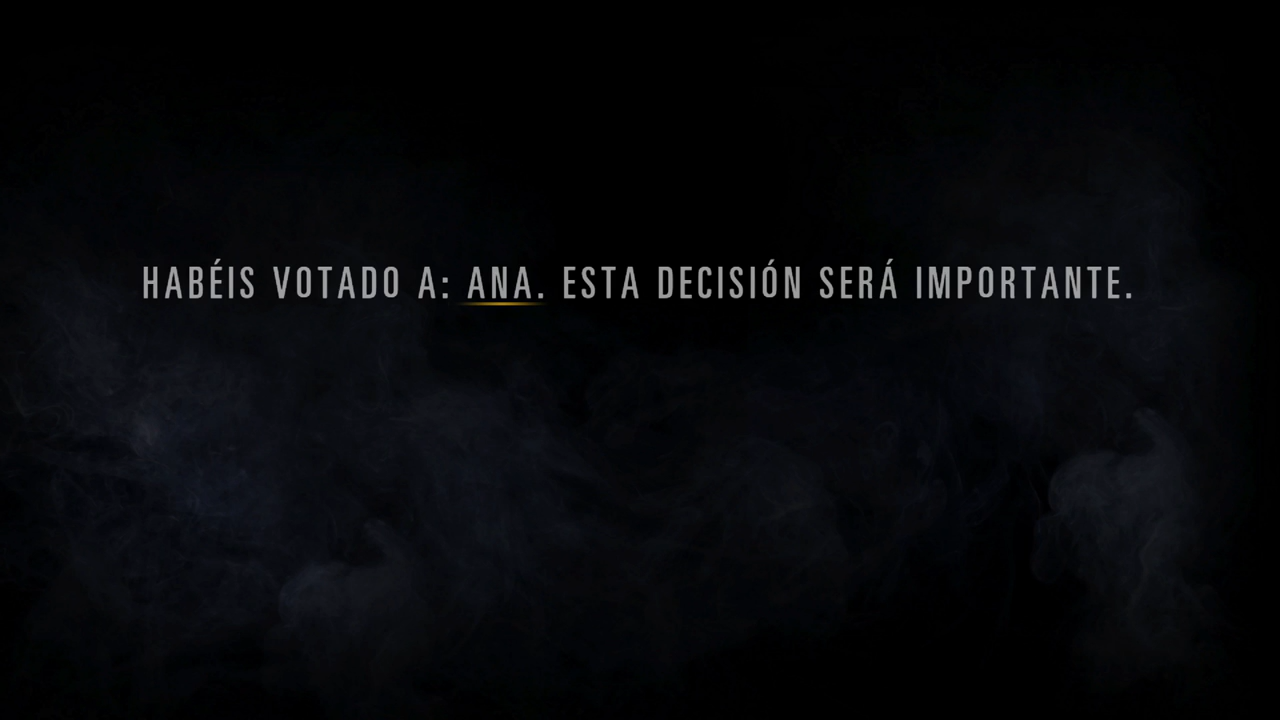 HABÉIS VOTADO A: ANA. ESTA DECISIÓN SERÁ IMPORTANTE.